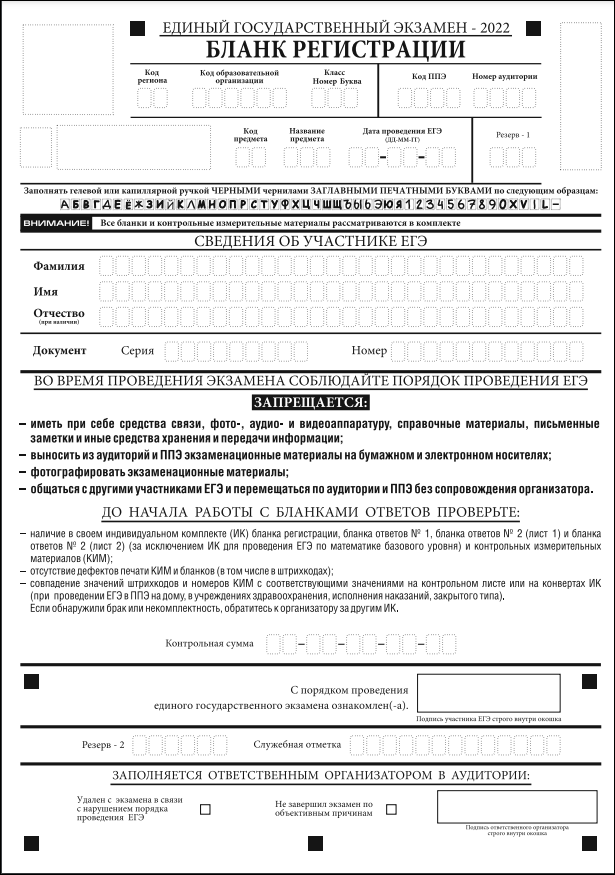 ЕДИНЫЙ ГОСУДАРСТВЕННЫЙ ЭКЗАМЕН - 2022
БЛАНК РЕГИСТРАЦИИ
Код региона
Код образовательной организации
Класс Номер Буква
Код ППЭ
Номер аудитории
Код предмета
Название предмета
Дата проведения ЕГЭ (ДД-ММ-ГГ)
Резерв - 1
Заполнять гелевой или капиллярной ручкой ЧЕРНЫМИ чернилами ЗАГЛАВНЫМИ ПЕЧАТНЫМИ БУКВАМИ по следующим образцам:
АБВГДЕЁЖЗИЙКЛМНОПРСТУФХЦЧШЩЪЫЬЭЮЯ1234567890XVIL-
ВНИМАНИЕ! Все бланки и контрольные измерительные материалы рассматриваются в комплекте
СВЕДЕНИЯ ОБ УЧАСТНИКЕ ЕГЭ
Фамилия
Имя
Отчество
(при наличии)
Документ Серия Номер
ВО ВРЕМЯ ПРОВЕДЕНИЯ ЭКЗАМЕНА СОБЛЮДАЙТЕ ПОРЯДОК ПРОВЕДЕНИЯ ЕГЭ
ЗАПРЕЩАЕТСЯ:
– иметь при себе средства связи, фото-, аудио- и видеоаппаратуру, справочные материалы, письменные
заметки и иные средства хранения и передачи информации;
– выносить из аудиторий и ППЭ экзаменационные материалы на бумажном и электронном носителях;
– фотографировать экзаменационные материалы;
– общаться с другими участниками ЕГЭ и перемещаться по аудитории и ППЭ без сопровождения организатора.
ДО НАЧАЛА РАБОТЫ С БЛАНКАМИ ОТВЕТОВ ПРОВЕРЬТЕ:
– наличие в своем индивидуальном комплекте (ИК) бланка регистрации, бланка ответов № 1, бланка ответов № 2 (лист 1) и бланка
ответов № 2 (лист 2) (за исключением ИК для проведения ЕГЭ по математике базового уровня) и контрольных измерительных
материалов (КИМ);
– отсутствие дефектов печати КИМ и бланков (в том числе в штрихкодах);
– совпадение значений штрихкодов и номеров КИМ с соответствующими значениями на контрольном листе или на конвертах ИК
(при проведении ЕГЭ в ППЭ на дому, в учреждениях здравоохранения, исполнения наказаний, закрытого типа).
Если обнаружили брак или некомплектность, обратитесь к организатору за другим ИК.
Контрольная сумма
С порядком проведения
единого государственного экзамена ознакомлен(-а).
Подпись участника ЕГЭ строго внутри окошка
Резерв - 2 Служебная отметка
ЗАПОЛНЯЕТСЯ ОТВЕТСТВЕННЫМ ОРГАНИЗАТОРОМ В АУДИТОРИИ:
Удален с экзамена в связи
с нарушением порядка
проведения ЕГЭ
Не завершил экзамен по
объективным причинам
Подпись ответственного организатора
строго внутри окошка